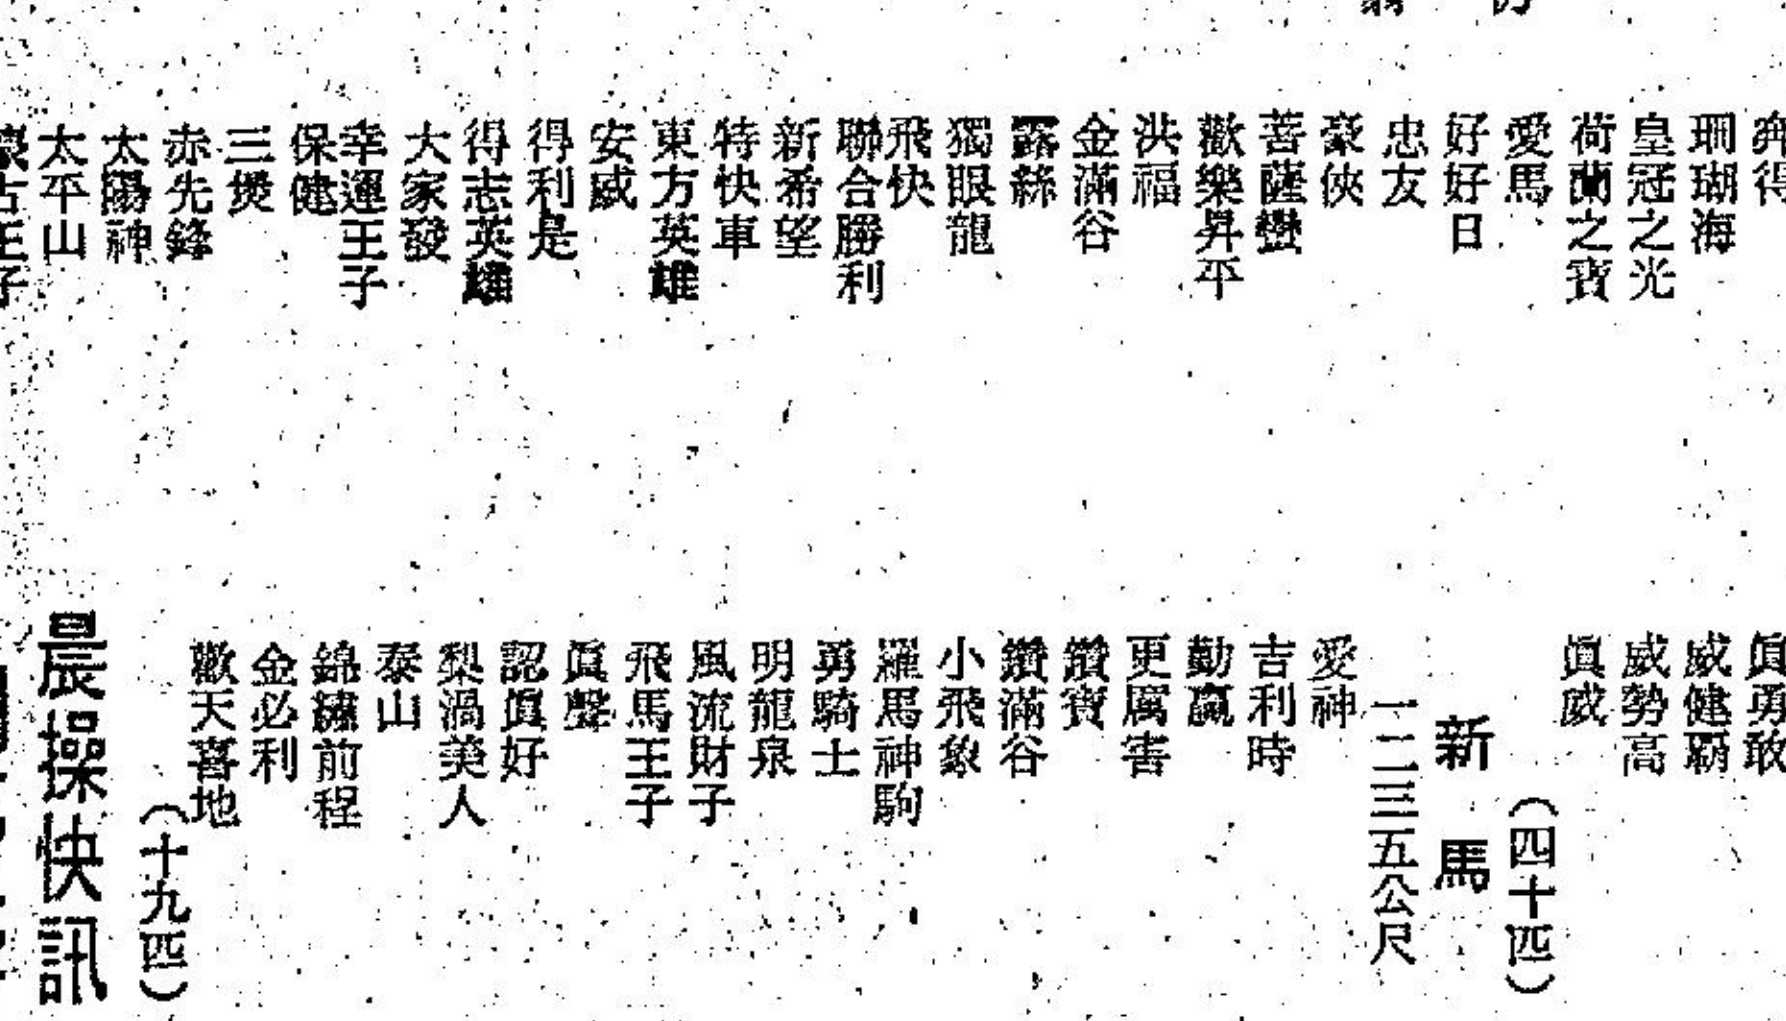 奔得
珊瑚海
皇冠之光
荷蘭之寶
愛馬
好好日
忠友
豪俠
菩薩蠻
歡樂昇平
洪福
金滿谷
露絲
獨眼龍
飛快
聯合勝利
新希望
特快車
東方英雄
安威
得利是
得志英雄
大家發
幸運王子
保健
三煲
赤先鋒
太陽神
太平山
蒙古王子
眞勇敢
威健覇
威勢高
眞威
（四十匹）
新馬
一二三五公尺
愛神
吉利時
勤贏
更厲害
鑽寶
鑽滿谷
小飛象
羅馬神駒
勇騎士
明龍泉
風流財子
飛馬王子
眞聲
認眞好
梨渦美人
泰山
錦繡前程
金必利
歡天喜地
（十九匹）
晨操快訊